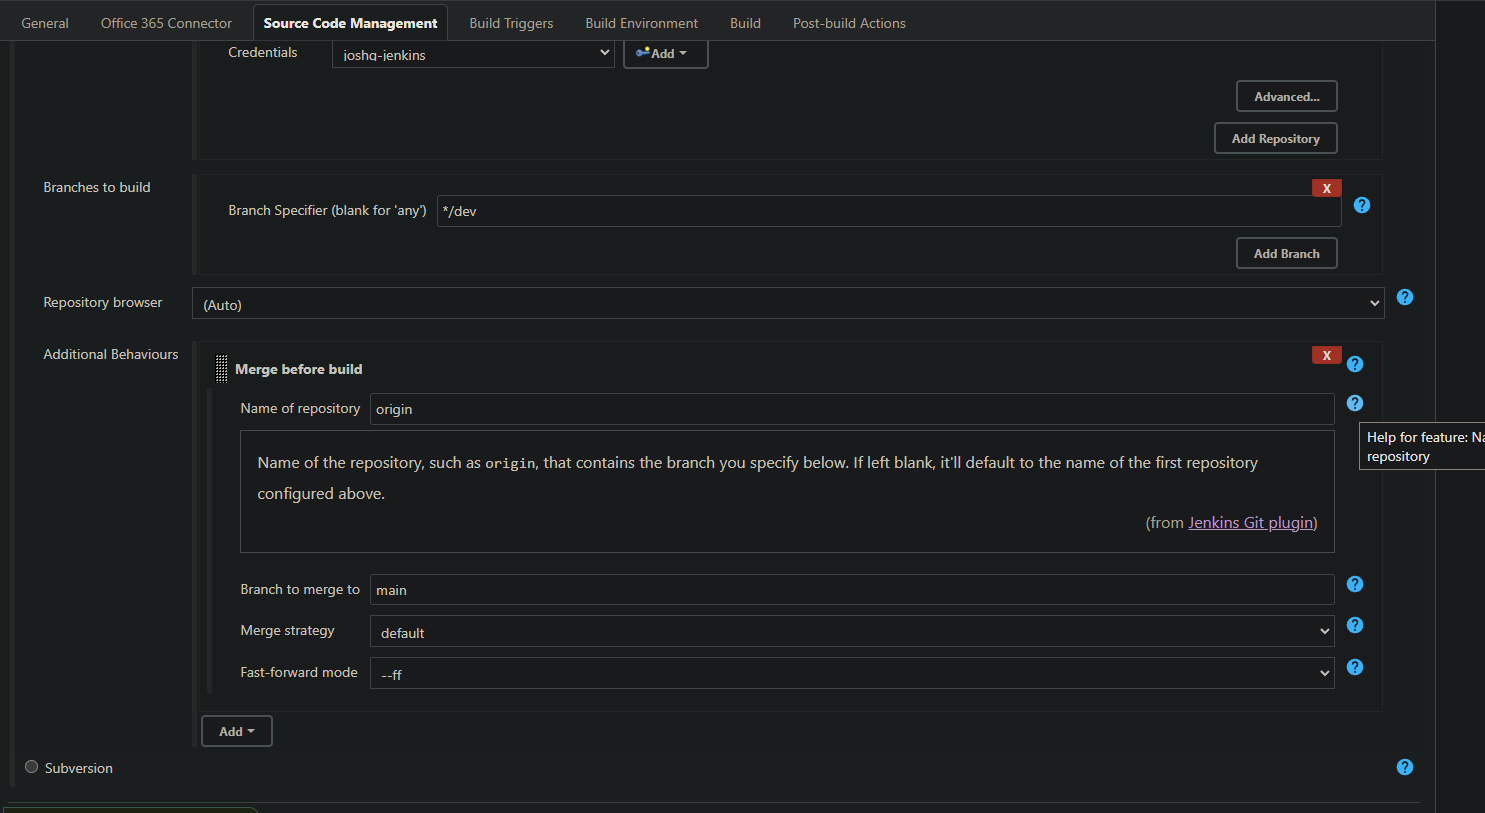 General Office 365 Connector Source Code Management Build Triggers Build Environment Build Post-build Actions
Credentials joshq-jenkins Add
Advanced...
Add Repository
Branches to build X
Branch Specifier (blank for 'any') */dev ?
Add Branch
Repository browser (Auto) ?
Additional Behaviours X ?
Merge before build
Name of repository origin ?
Help for feature: Na
repository
Name of the repository, such as origin, that contains the branch you specify below. If left blank, it'll default to the name of the first repository
configured above.
(from Jenkins Git plugin)
Branch to merge to main ?
Merge strategy default ?
Fast-forward mode --ff ?
Add
Subversion ?